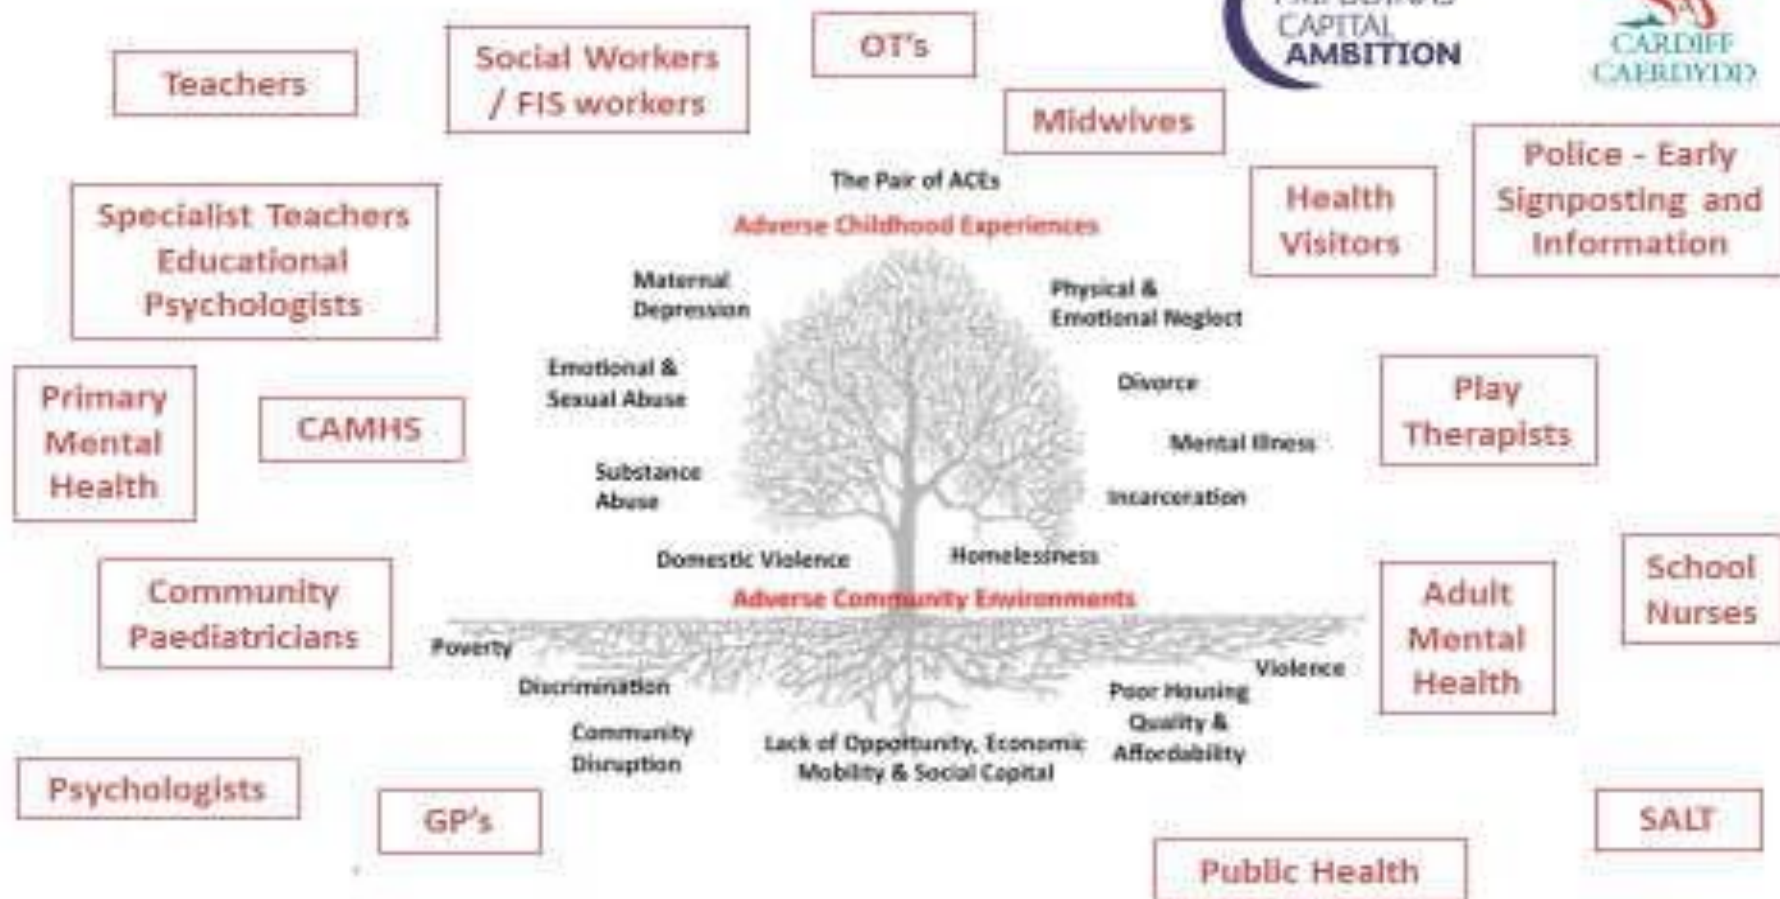 CAPITAL
AMBITION
CARDIFF
CAERDYDD
Teachers
Social Workers
/ FIS workers
OT's
Midwives
Police - Early
Signposting and
Information
Health
Visitors
Specialist Teachers
Educational
Psychologists
The Pair of ACEs
Adverse Childhood Experiences
Maternal
Depression
Physical &
Emotional Neglect
Emotional &
Sexual Abuse
Divorce
Primary
Mental
Health
CAMHS
Mental Illness
Play
Therapists
Substance
Abuse
Incarceration
Domestic Violence
Homelessness
Adverse Community Environments
Community
Paediatricians
Adult
Mental
Health
School
Nurses
Poverty
Discrimination
Community
Disruption
Lack of Opportunity, Economic
Mobility & Social Capital
Poor Housing
Quality &
Affordability
Violence
Psychologists
GP's
Public Health
SALT